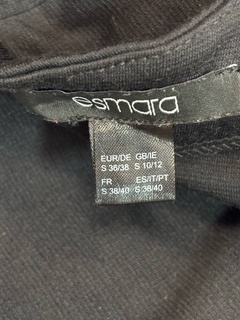 esmara
EUR/DE GB/IE
S 36/38 S 10/12
FR ES/IT/PT
S 38/40 S 38/40